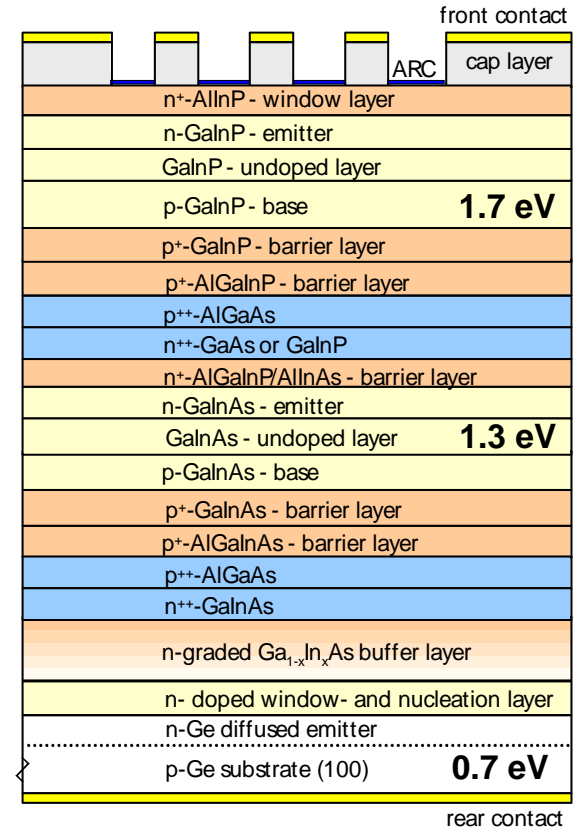 front contact
ARC
cap layer
n⁺-AlInP - window layer
n-GaInP - emitter
GaInP - undoped layer
p-GaInP - base 1.7 eV
p⁺-GaInP - barrier layer
p⁺-AlGaInP - barrier layer
p⁺⁺-AlGaAs
n⁺⁺-GaAs or GaInP
n⁺-AlGaInP/AlInAs - barrier layer
n-GaInAs - emitter
GaInAs - undoped layer 1.3 eV
p-GaInAs - base
p⁺-GaInAs - barrier layer
p⁺-AlGaInAs - barrier layer
p⁺⁺-AlGaAs
n⁺⁺-GaInAs
n-graded Ga₁₋ₓInₓAs buffer layer
n- doped window- and nucleation layer
n-Ge diffused emitter
p-Ge substrate (100) 0.7 eV
rear contact